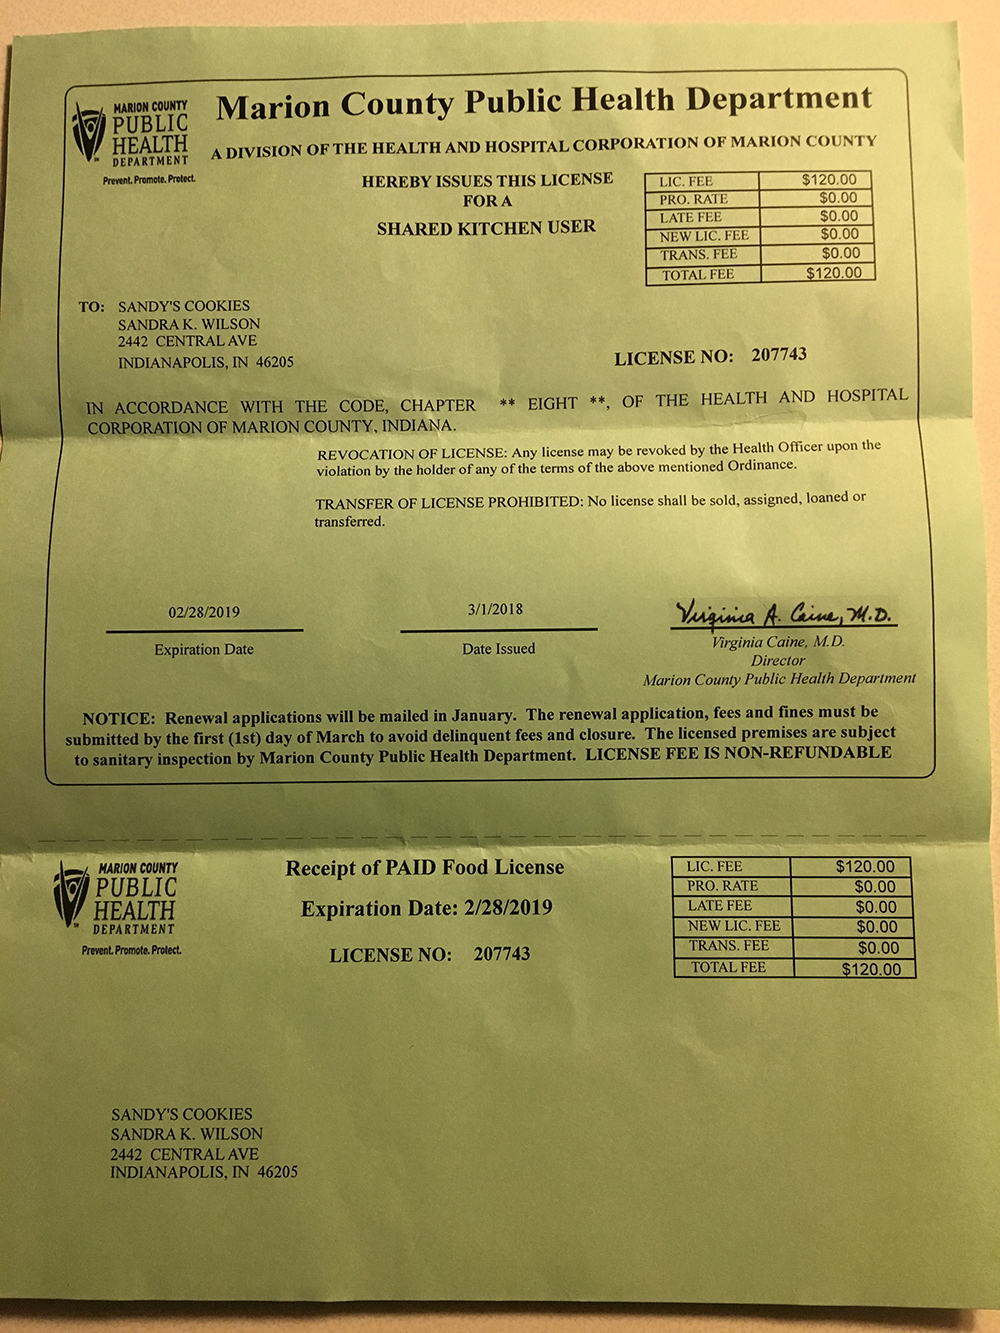 MARION COUNTY
PUBLIC
HEALTH
DEPARTMENT
Prevent. Promote. Protect.
Marion County Public Health Department
A DIVISION OF THE HEALTH AND HOSPITAL CORPORATION OF MARION COUNTY
HEREBY ISSUES THIS LICENSE
FOR A
SHARED KITCHEN USER
LIC. FEE $120.00
PRO. RATE $0.00
LATE FEE $0.00
NEW LIC. FEE $0.00
TRANS. FEE $0.00
TOTAL FEE $120.00
TO: SANDY'S COOKIES
SANDRA K. WILSON
2442 CENTRAL AVE
INDIANAPOLIS, IN 46205
LICENSE NO: 207743
IN ACCORDANCE WITH THE CODE, CHAPTER ** EIGHT **, OF THE HEALTH AND HOSPITAL
CORPORATION OF MARION COUNTY, INDIANA.
REVOCATION OF LICENSE: Any license may be revoked by the Health Officer upon the
violation by the holder of any of the terms of the above mentioned Ordinance.
TRANSFER OF LICENSE PROHIBITED: No license shall be sold, assigned, loaned or
transferred.
02/28/2019
Expiration Date
3/1/2018
Date Issued
Virginia A. Caine, M.D.
Virginia Caine, M.D.
Director
Marion County Public Health Department
NOTICE: Renewal applications will be mailed in January. The renewal application, fees and fines must be
submitted by the first (1st) day of March to avoid delinquent fees and closure. The licensed premises are subject
to sanitary inspection by Marion County Public Health Department. LICENSE FEE IS NON-REFUNDABLE
MARION COUNTY
PUBLIC
HEALTH
DEPARTMENT
Prevent. Promote. Protect.
Receipt of PAID Food License
Expiration Date: 2/28/2019
LICENSE NO: 207743
LIC. FEE $120.00
PRO. RATE $0.00
LATE FEE $0.00
NEW LIC. FEE $0.00
TRANS. FEE $0.00
TOTAL FEE $120.00
SANDY'S COOKIES
SANDRA K. WILSON
2442 CENTRAL AVE
INDIANAPOLIS, IN 46205